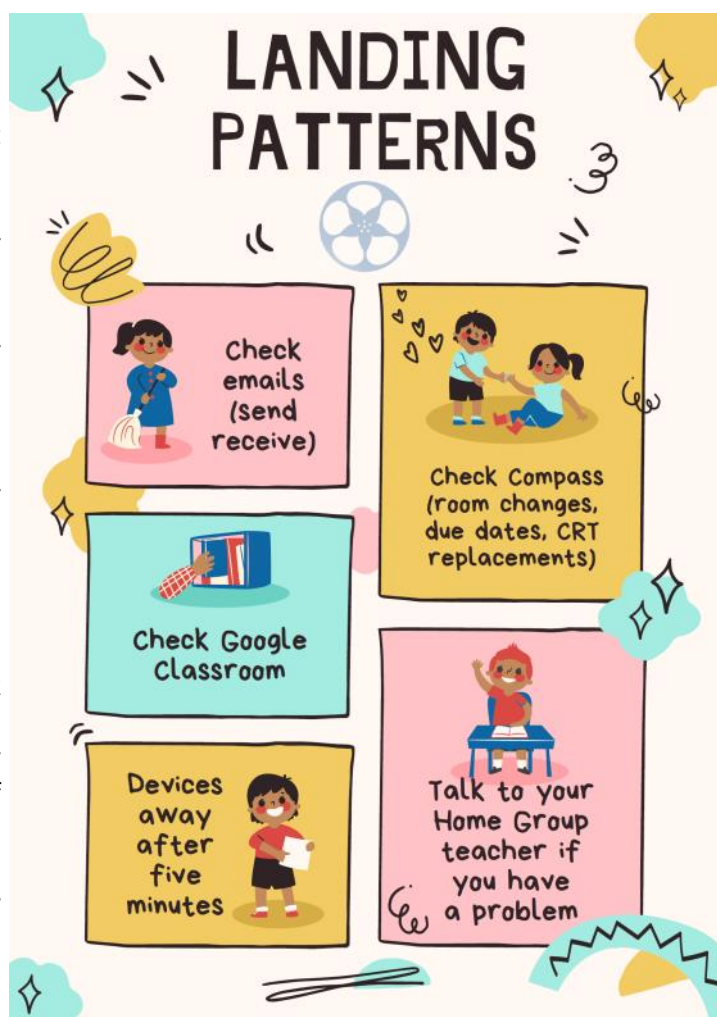 LANDING
PATTERNS
Check
emails
(send
receive)
Check Compass
(room changes,
due dates, CRT
replacements)
Check Google
Classroom
Devices
away
after
five
minutes
Talk to your
Home Group
teacher if
you have
a problem